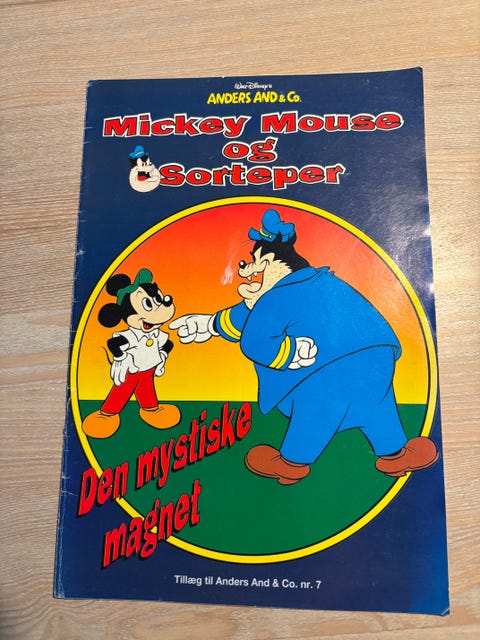 Walt Disney's
ANDERS AND & Co.
Mickey Mouse
og
Sorteper
Den mystiske
magnet
Tillæg til Anders And & Co. nr. 7